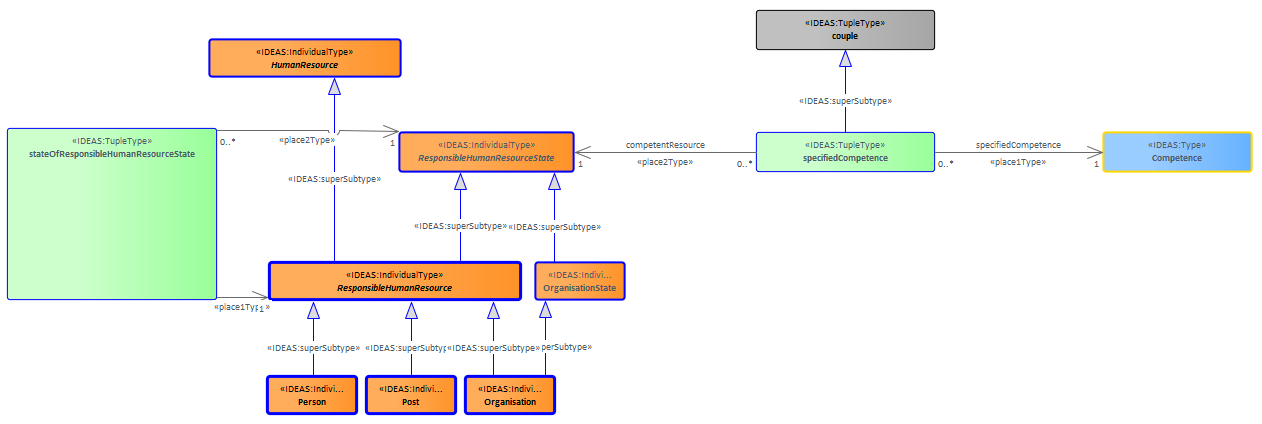 «IDEAS:TupleType»
couple
«IDEAS:IndividualType»
HumanResource
«IDEAS:superSubtype»
«IDEAS:TupleType»
stateOfResponsibleHumanResourceState
0..*
«place2Type»
1
«IDEAS:IndividualType»
ResponsibleHumanResourceState
competentResource
1
«place2Type»
0..*
«IDEAS:TupleType»
specifiedCompetence
specifiedCompetence
0..*
«place1Type»
1
«IDEAS:Type»
Competence
«IDEAS:superSubtype»
«IDEAS:superSubtype»
«IDEAS:superSubtype»
«IDEAS:IndividualType»
ResponsibleHumanResource
«IDEAS:Indivi...
OrganisationState
«place1Typ
1
»
«IDEAS:superSubtype»
«IDEAS:superSubtyp
«IDEAS:superSubtype»
perSubtype»
«IDEAS:Indivi...
Person
«IDEAS:Indivi...
Post
«IDEAS:Indivi...
Organisation